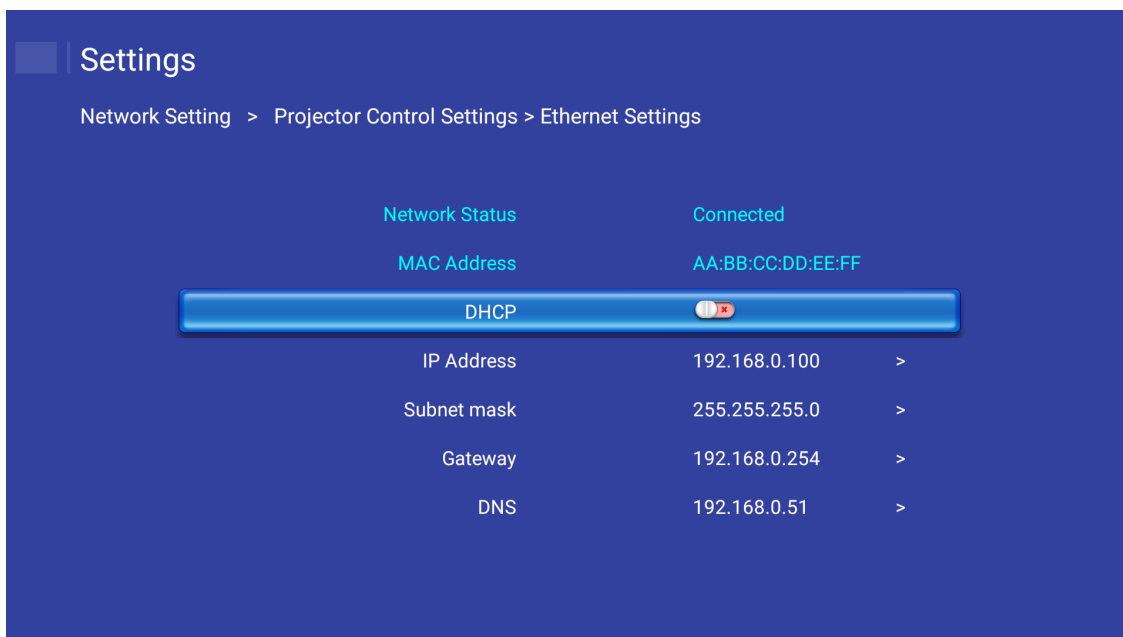 Settings
Network Setting > Projector Control Settings > Ethernet Settings
Network Status Connected
MAC Address AA:BB:CC:DD:EE:FF
DHCP
IP Address 192.168.0.100 >
Subnet mask 255.255.255.0 >
Gateway 192.168.0.254 >
DNS 192.168.0.51 >